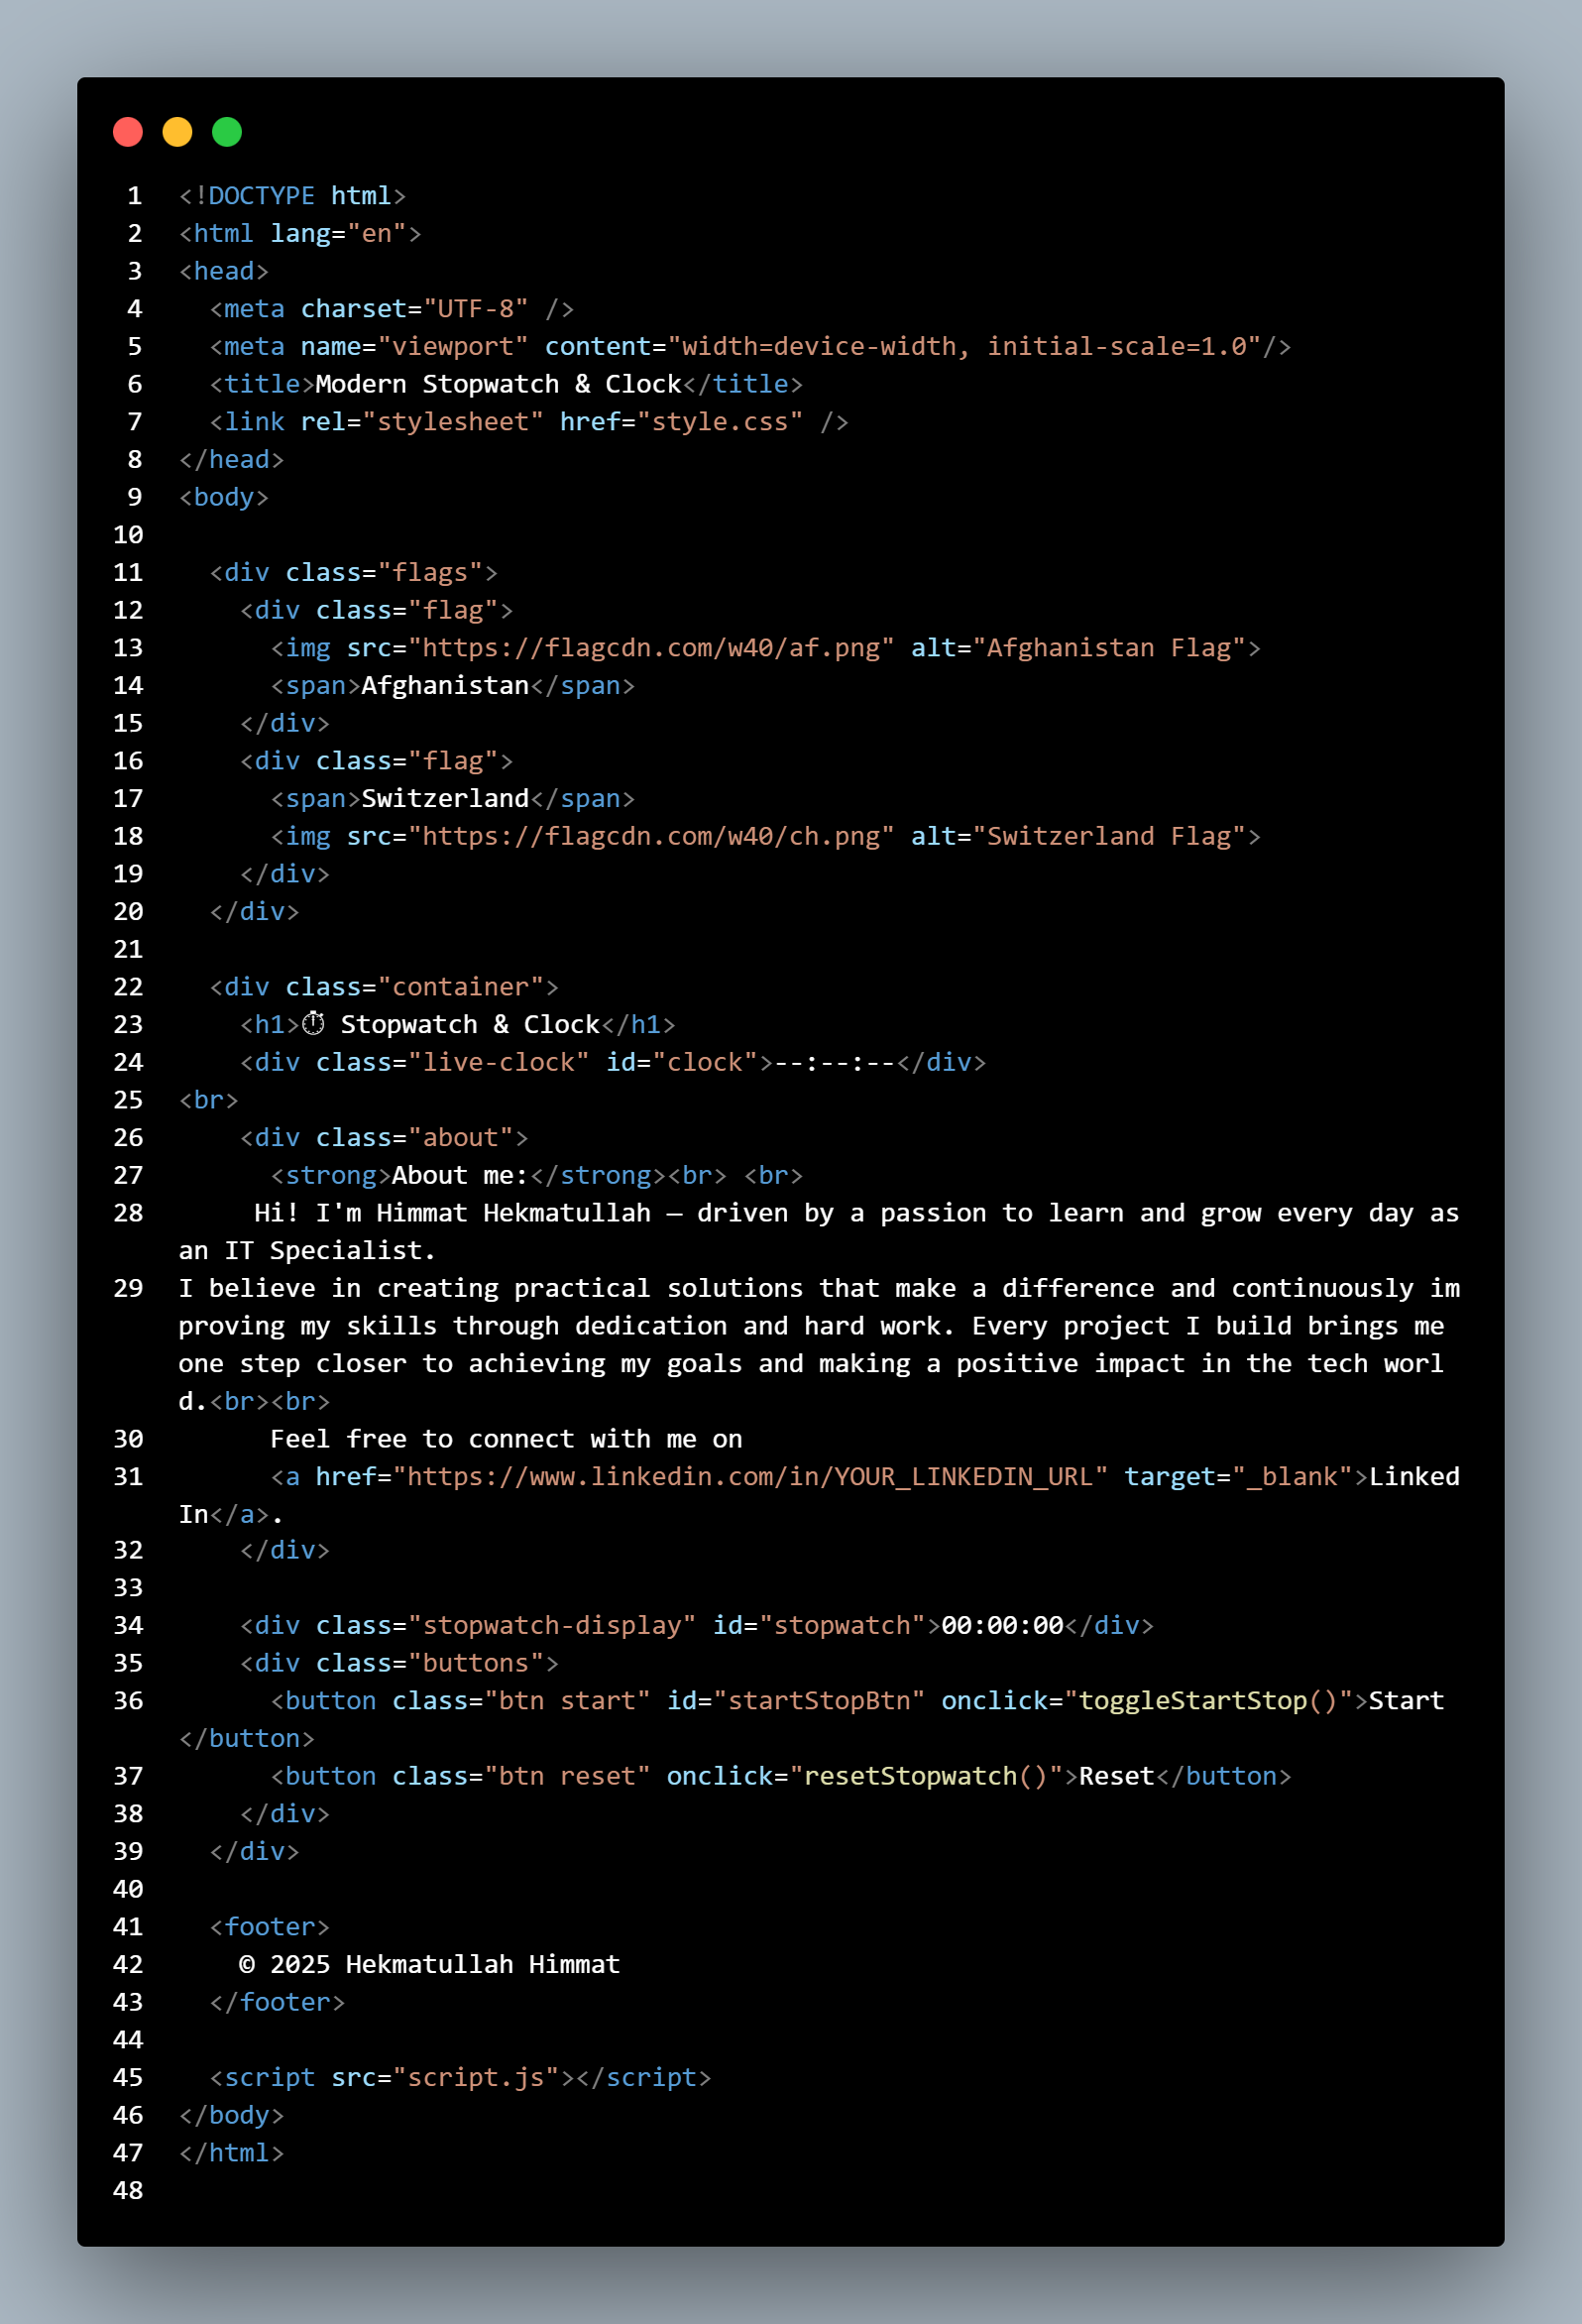 1 <!DOCTYPE html>
2 <html lang="en">
3 <head>
4   <meta charset="UTF-8" />
5   <meta name="viewport" content="width=device-width, initial-scale=1.0"/>
6   <title>Modern Stopwatch & Clock</title>
7   <link rel="stylesheet" href="style.css" />
8 </head>
9 <body>
10
11   <div class="flags">
12     <div class="flag">
13       <img src="https://flagcdn.com/w40/af.png" alt="Afghanistan Flag">
14       <span>Afghanistan</span>
15     </div>
16     <div class="flag">
17       <span>Switzerland</span>
18       <img src="https://flagcdn.com/w40/ch.png" alt="Switzerland Flag">
19     </div>
20   </div>
21
22   <div class="container">
23     <h1>⏱ Stopwatch & Clock</h1>
24     <div class="live-clock" id="clock">--:--:--</div>
25 <br>
26     <div class="about">
27       <strong>About me:</strong><br> <br>
28      Hi! I'm Himmat Hekmatullah — driven by a passion to learn and grow every day as
an IT Specialist.
29 I believe in creating practical solutions that make a difference and continuously im
proving my skills through dedication and hard work. Every project I build brings me
one step closer to achieving my goals and making a positive impact in the tech worl
d.<br><br>
30       Feel free to connect with me on
31       <a href="https://www.linkedin.com/in/YOUR_LINKEDIN_URL" target="_blank">Linked
In</a>.
32     </div>
33
34     <div class="stopwatch-display" id="stopwatch">00:00:00</div>
35     <div class="buttons">
36       <button class="btn start" id="startStopBtn" onclick="toggleStartStop()">Start
</button>
37       <button class="btn reset" onclick="resetStopwatch()">Reset</button>
38     </div>
39   </div>
40
41   <footer>
42     © 2025 Hekmatullah Himmat
43   </footer>
44
45   <script src="script.js"></script>
46 </body>
47 </html>
48